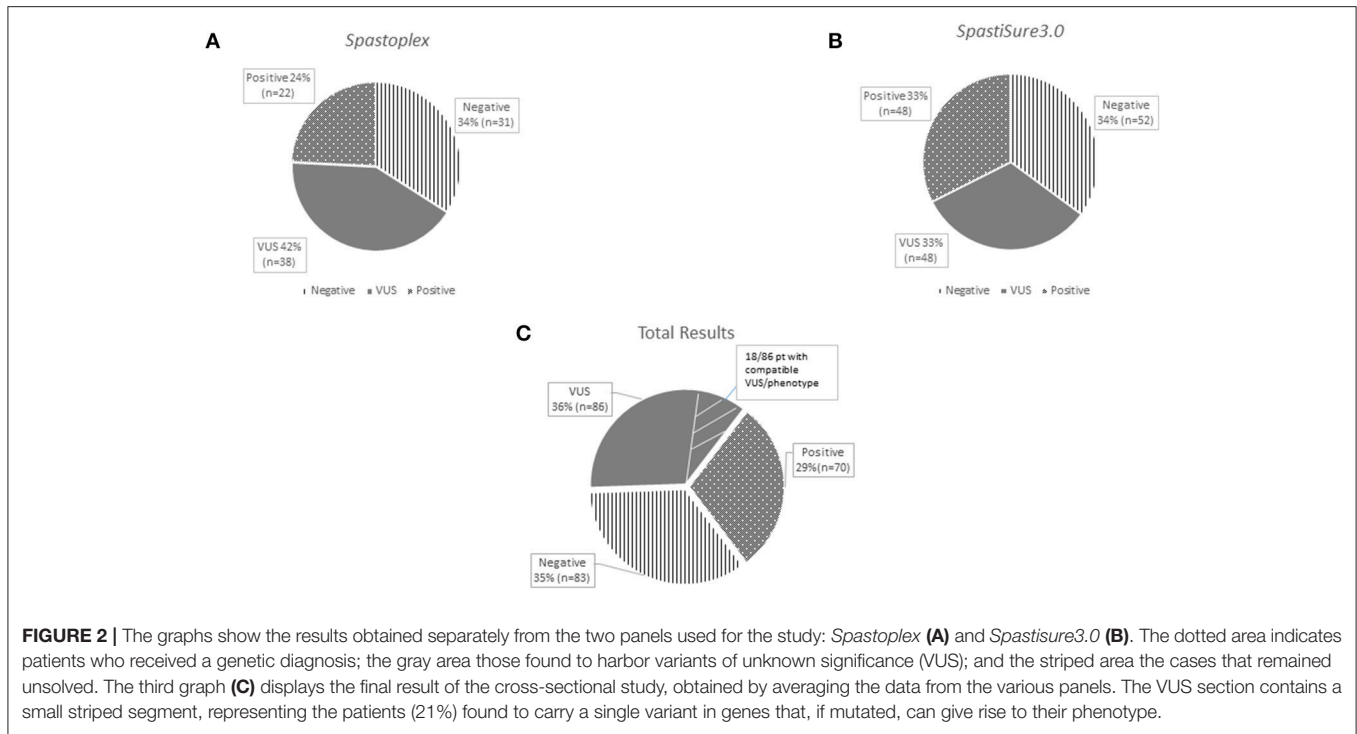 A
Spastoplex
Positive 24%
(n=22)
Negative
34% (n=31)
VUS 42%
(n=38)
Negative VUS Positive
B
SpastiSure3.0
Positive 33%
(n=48)
Negative
34% (n=52)
VUS 33%
(n=48)
Negative VUS Positive
C
Total Results
18/86 pt with
compatible
VUS/phenotype
VUS
36% (n=86)
Positive
29%(n=70)
Negative
35% (n=83)
FIGURE 2 | The graphs show the results obtained separately from the two panels used for the study: Spastoplex (A) and Spastisure3.0 (B). The dotted area indicates
patients who received a genetic diagnosis; the gray area those found to harbor variants of unknown significance (VUS); and the striped area the cases that remained
unsolved. The third graph (C) displays the final result of the cross-sectional study, obtained by averaging the data from the various panels. The VUS section contains a
small striped segment, representing the patients (21%) found to carry a single variant in genes that, if mutated, can give rise to their phenotype.